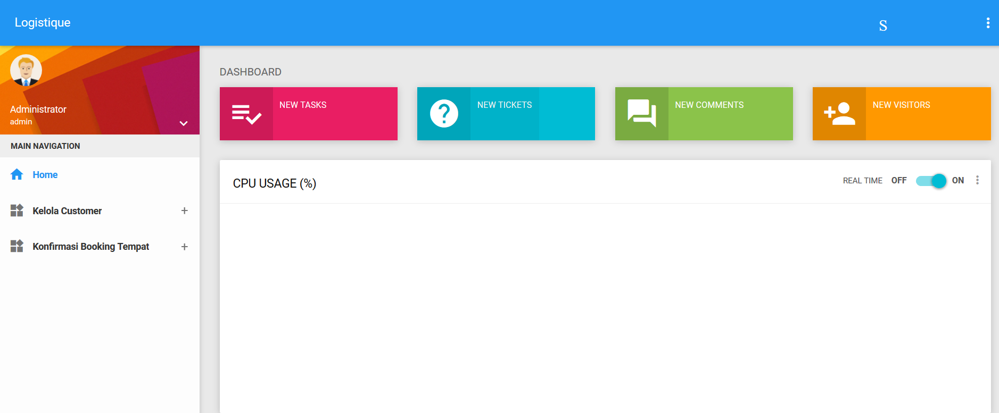 Logistique
S
Administrator
admin
MAIN NAVIGATION
Home
Kelola Customer
+
Konfirmasi Booking Tempat
+
DASHBOARD
NEW TASKS
NEW TICKETS
NEW COMMENTS
NEW VISITORS
CPU USAGE (%)
REAL TIME OFF ON